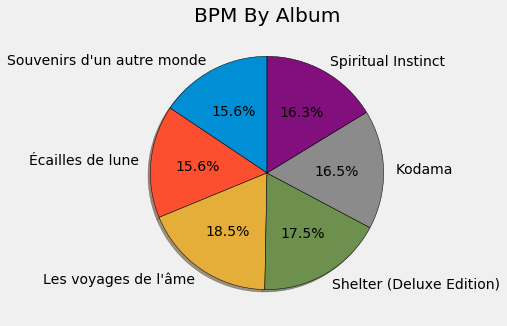 BPM By Album
Souvenirs d'un autre monde
Spiritual Instinct
15.6%
16.3%
Écailles de lune
15.6%
16.5%
Kodama
18.5%
17.5%
Les voyages de l'âme
Shelter (Deluxe Edition)